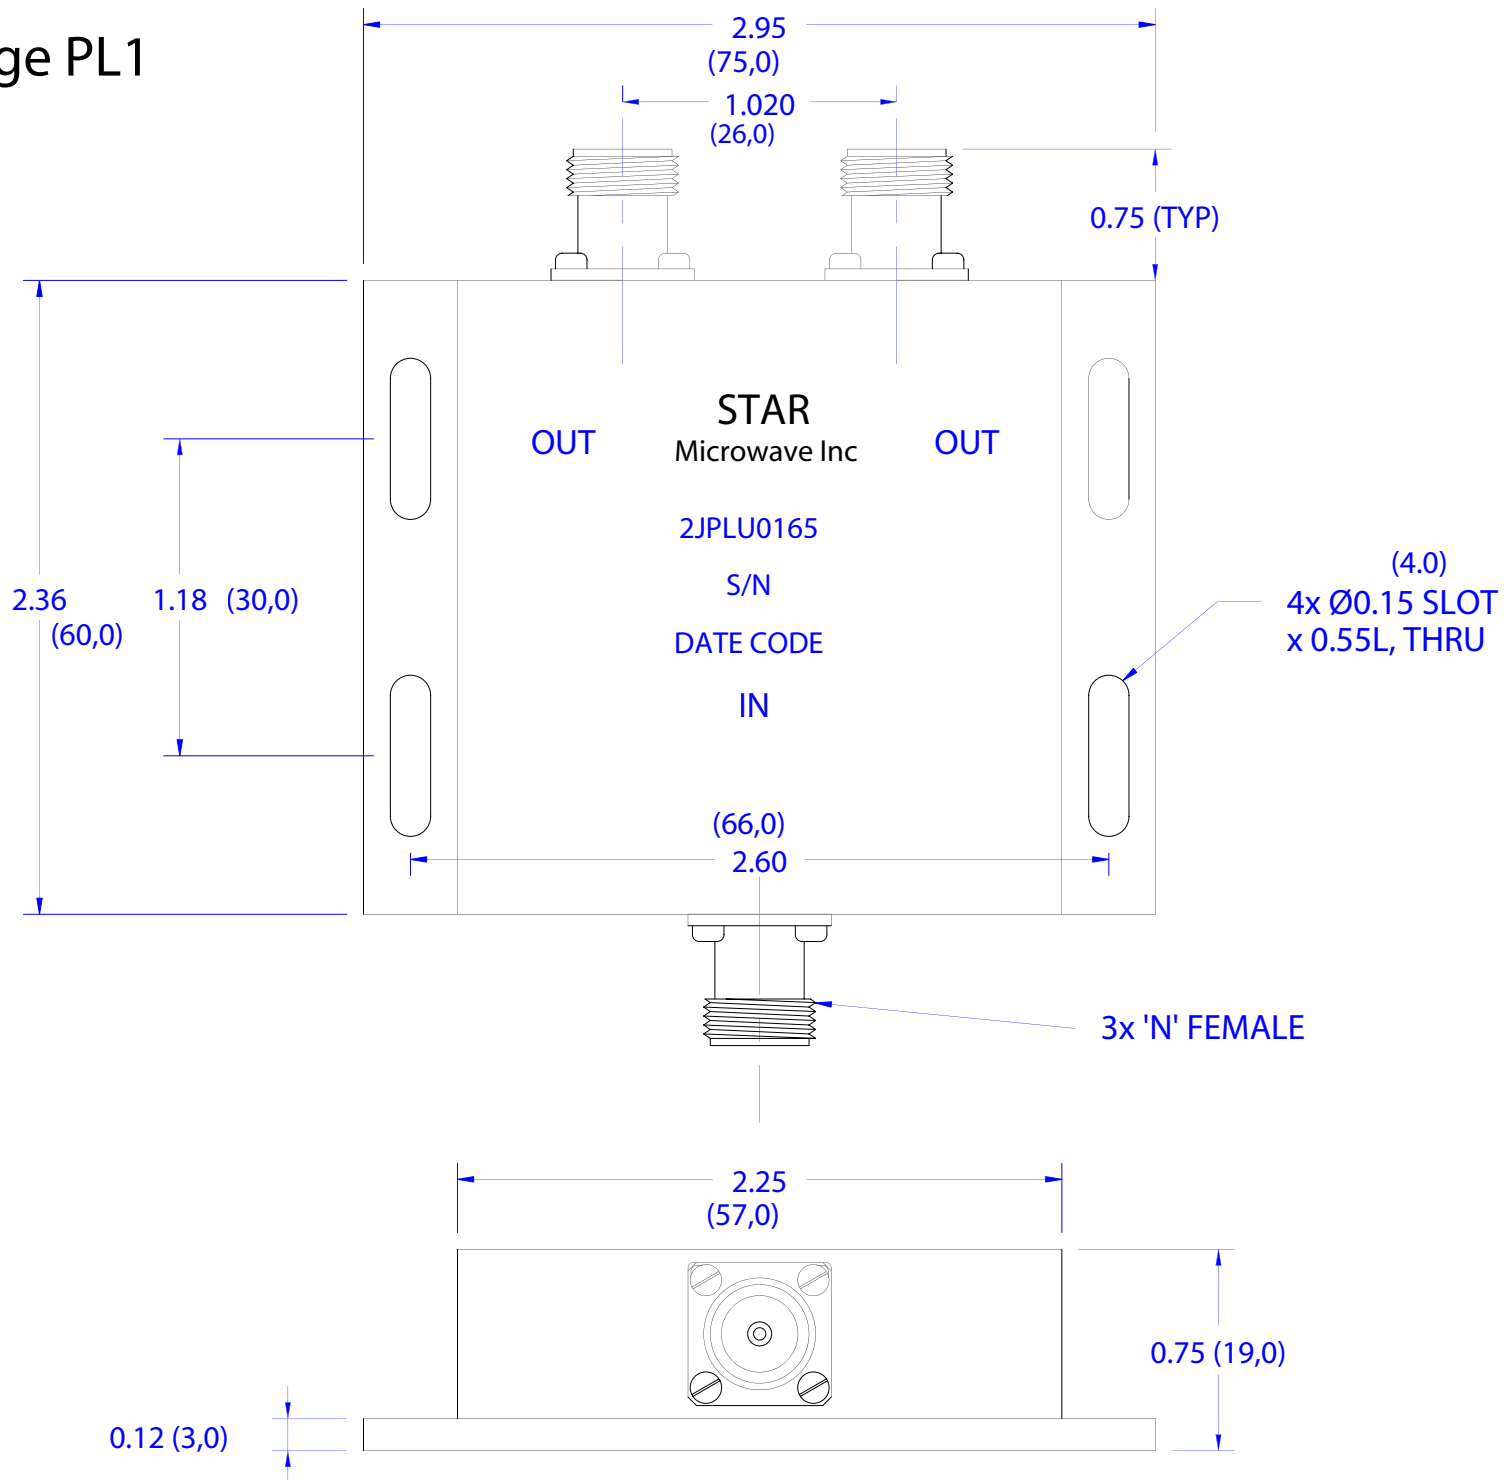 ge PL1
2.95
(75,0)
1.020
(26,0)
0.75 (TYP)
STAR
Microwave Inc
OUT
OUT
2JPLU0165
S/N
DATE CODE
IN
2.36
(60,0)
1.18 (30,0)
(4.0)
4x Ø0.15 SLOT
x 0.55L, THRU
(66,0)
2.60
3x 'N' FEMALE
2.25
(57,0)
0.75 (19,0)
0.12 (3,0)